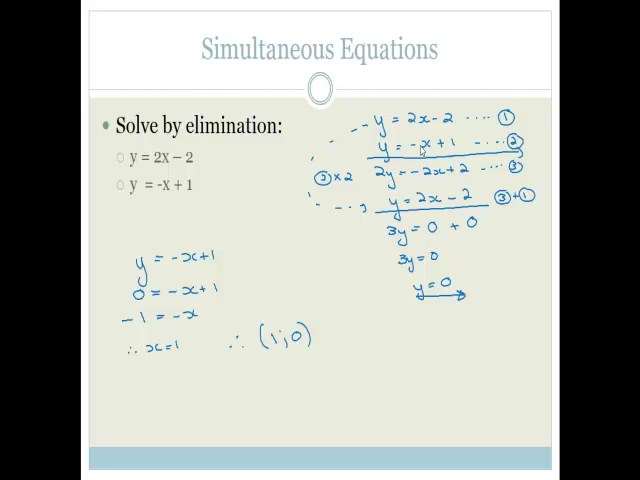 Simultaneous Equations
Solve by elimination:
y = 2x – 2
y = -x + 1
y = 2x - 2 ---- ①
y = -x + 1 ---- ②
② × 2 2y = -2x + 2 --- ③
y = 2x - 2 ③ + ①
3y = 0 + 0
3y = 0
y = 0
y = -x + 1
0 = -x + 1
-1 = -x
∴ x = 1
∴ (1; 0)